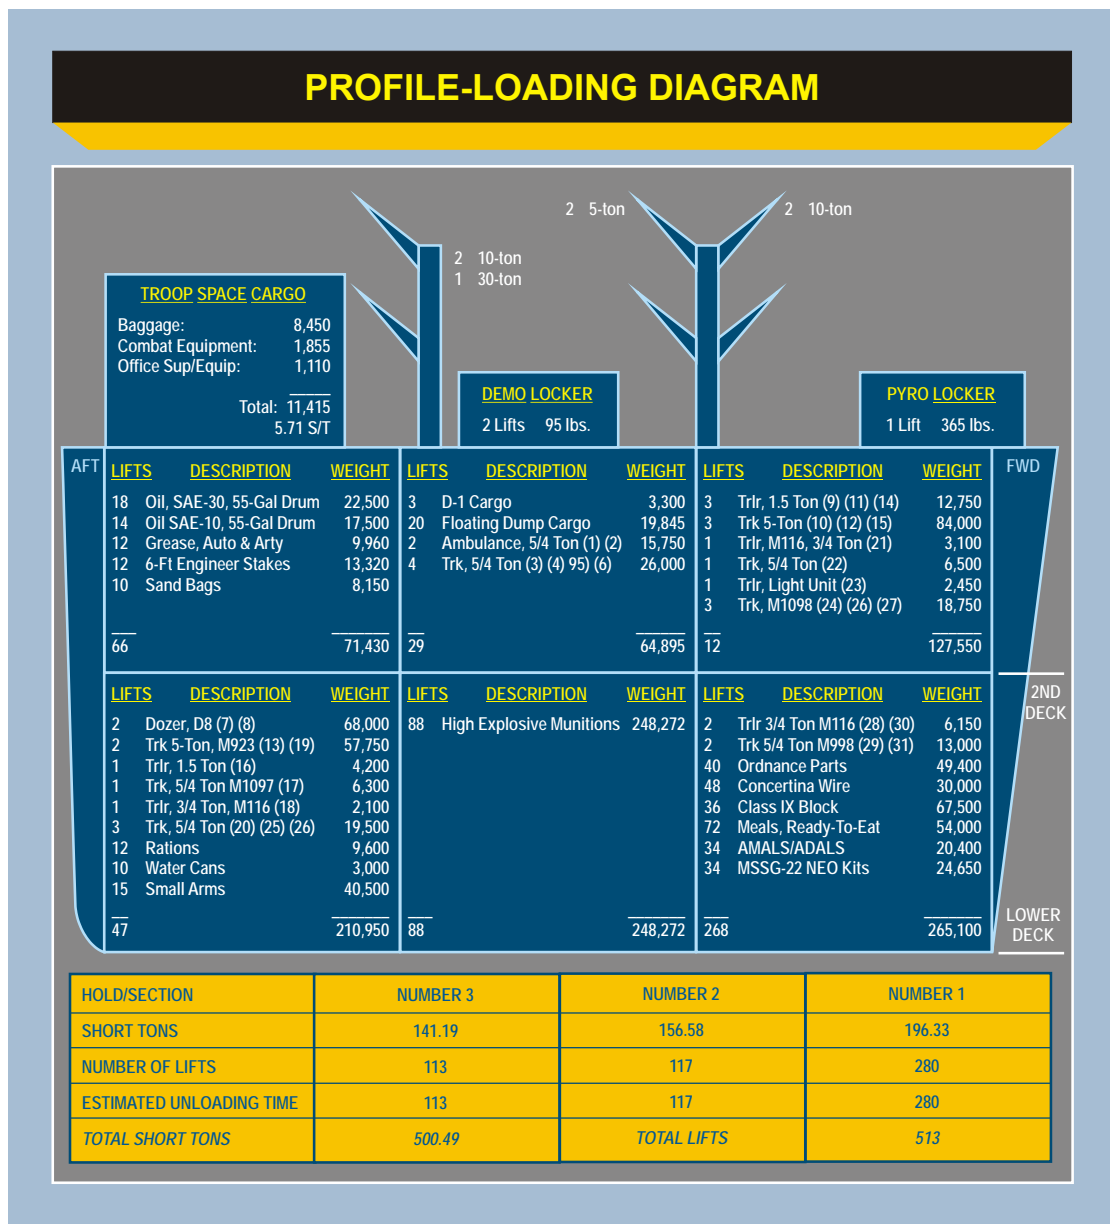 PROFILE-LOADING DIAGRAM
2 5-ton
2 10-ton
2 10-ton
1 30-ton
TROOP SPACE CARGO
Baggage: 8,450
Combat Equipment: 1,855
Office Sup/Equip: 1,110
Total: 11,415
5.71 S/T
DEMO LOCKER
2 Lifts 95 lbs.
PYRO LOCKER
1 Lift 365 lbs.
AFT
LIFTS DESCRIPTION WEIGHT
18 Oil, SAE-30, 55-Gal Drum 22,500
14 Oil SAE-10, 55-Gal Drum 17,500
12 Grease, Auto & Arty 9,960
12 6-Ft Engineer Stakes 13,320
10 Sand Bags 8,150
66 71,430
LIFTS DESCRIPTION WEIGHT
3 D-1 Cargo 3,300
20 Floating Dump Cargo 19,845
2 Ambulance, 5/4 Ton (1) (2) 15,750
4 Trk, 5/4 Ton (3) (4) 95) (6) 26,000
29 64,895
LIFTS DESCRIPTION WEIGHT
3 Trlr, 1.5 Ton (9) (11) (14) 12,750
3 Trk 5-Ton (10) (12) (15) 84,000
1 Trlr, M116, 3/4 Ton (21) 3,100
1 Trk, 5/4 Ton (22) 6,500
1 Trlr, Light Unit (23) 2,450
3 Trk, M1098 (24) (26) (27) 18,750
12 127,550
FWD
LIFTS DESCRIPTION WEIGHT
2 Dozer, D8 (7) (8) 68,000
2 Trk 5-Ton, M923 (13) (19) 57,750
1 Trlr, 1.5 Ton (16) 4,200
1 Trk, 5/4 Ton M1097 (17) 6,300
1 Trlr, 3/4 Ton, M116 (18) 2,100
3 Trk, 5/4 Ton (20) (25) (26) 19,500
12 Rations 9,600
10 Water Cans 3,000
15 Small Arms 40,500
47 210,950
LIFTS DESCRIPTION WEIGHT
88 High Explosive Munitions 248,272
88 248,272
LIFTS DESCRIPTION WEIGHT
2 Trlr 3/4 Ton M116 (28) (30) 6,150
2 Trk 5/4 Ton M998 (29) (31) 13,000
40 Ordnance Parts 49,400
48 Concertina Wire 30,000
36 Class IX Block 67,500
72 Meals, Ready-To-Eat 54,000
34 AMALS/ADALS 20,400
34 MSSG-22 NEO Kits 24,650
268 265,100
2ND
DECK
LOWER
DECK
HOLD/SECTION NUMBER 3 NUMBER 2 NUMBER 1
SHORT TONS 141.19 156.58 196.33
NUMBER OF LIFTS 113 117 280
ESTIMATED UNLOADING TIME 113 117 280
TOTAL SHORT TONS 500.49 TOTAL LIFTS 513